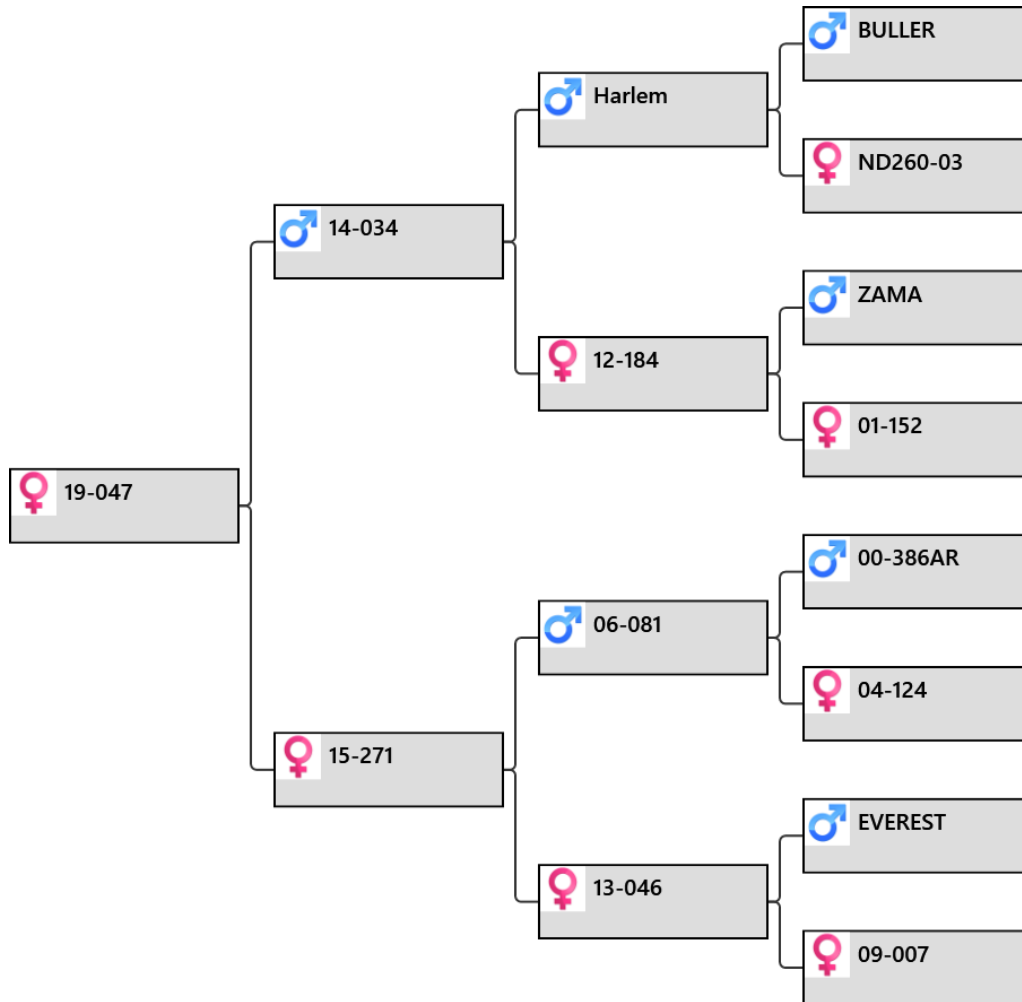 BULLER
Harlem
ND260-03
14-034
ZAMA
12-184
01-152
19-047
00-386AR
06-081
04-124
15-271
EVEREST
13-046
09-007